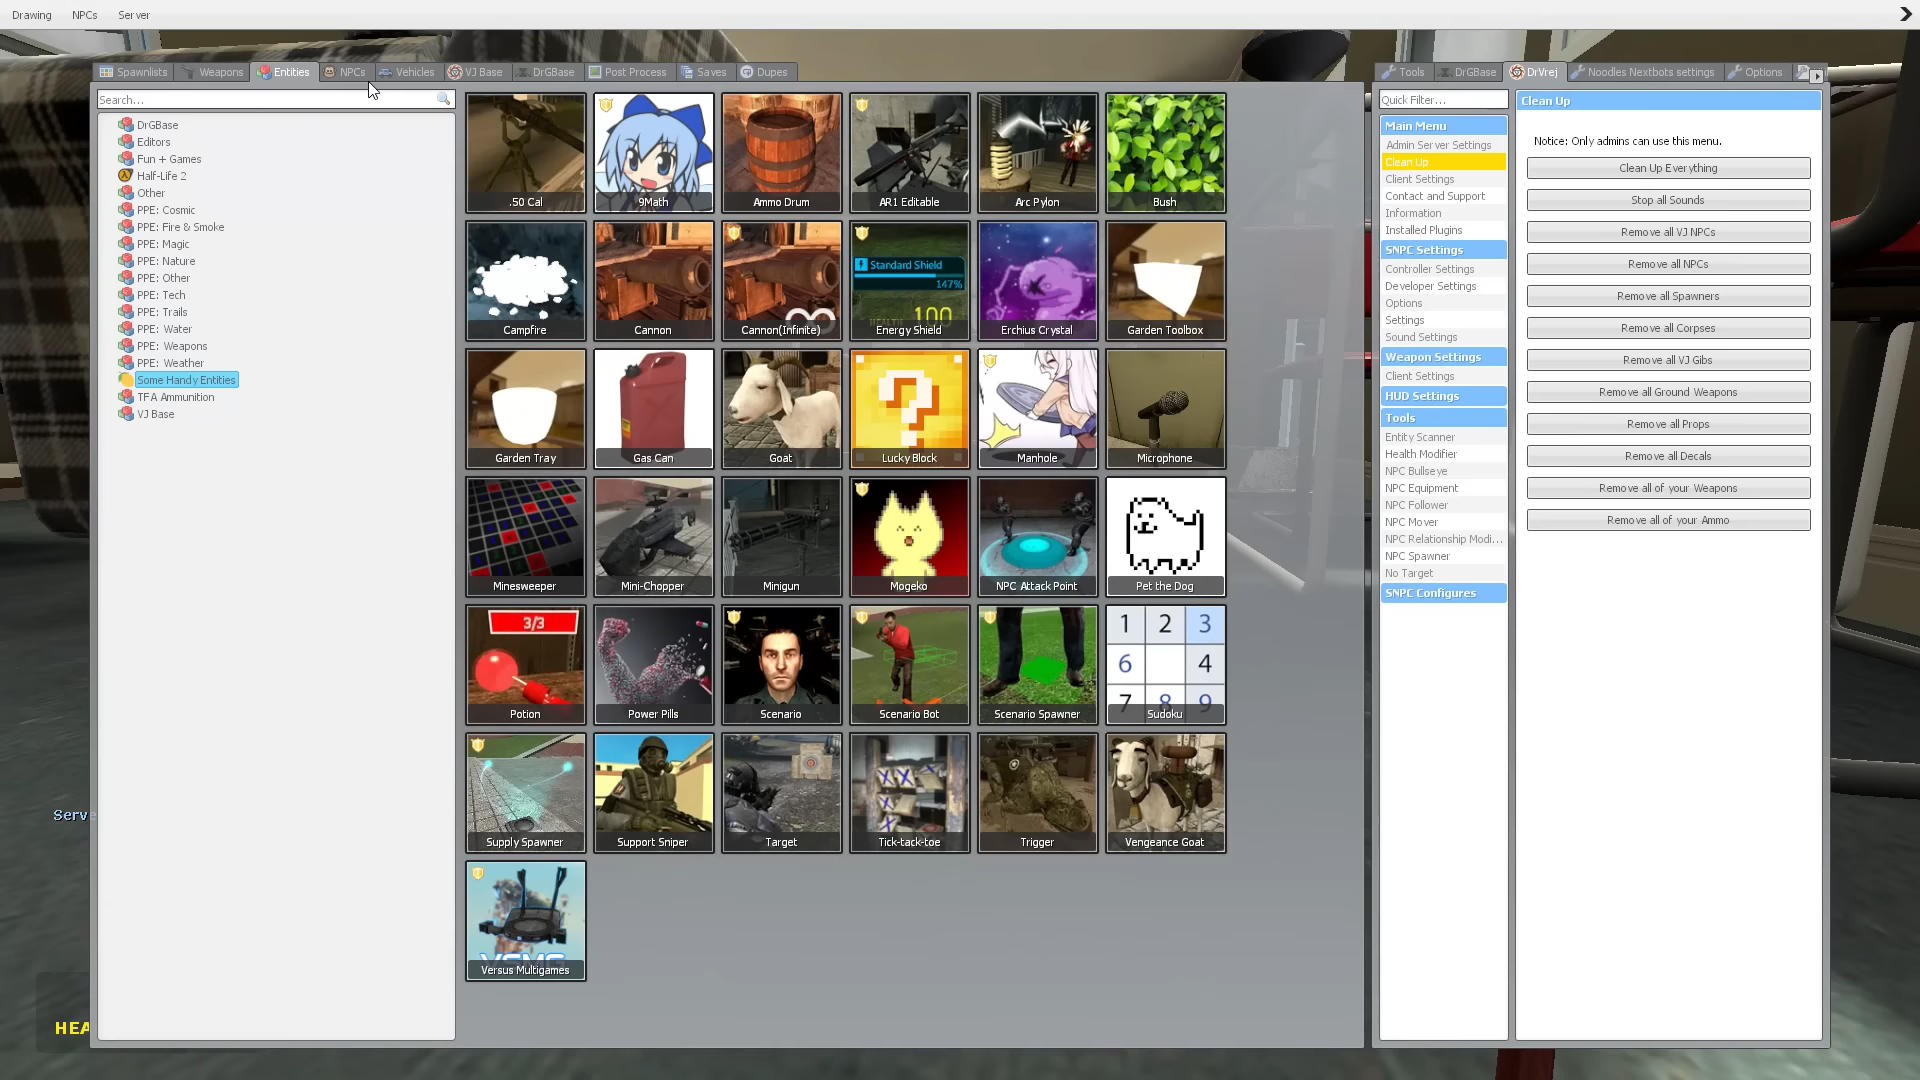 Drawing NPCs Server
Spawnlists Weapons Entities NPCs Vehicles VJ Base DrGBase Post Process Saves Dupes
Search...
DrGBase
Editors
Fun + Games
Half-Life 2
Other
PPE: Cosmic
PPE: Fire & Smoke
PPE: Magic
PPE: Nature
PPE: Other
PPE: Tech
PPE: Trails
PPE: Water
PPE: Weapons
PPE: Weather
Some Handy Entities
TFA Ammunition
VJ Base
.50 Cal
9Math
Ammo Drum
AR1 Editable
Arc Pylon
Bush
Campfire
Cannon
Cannon(Infinite)
Standard Shield
147%
100
Energy Shield
Erchius Crystal
Garden Toolbox
Garden Tray
Gas Can
Goat
Lucky Block
Manhole
Microphone
Minesweeper
Mini-Chopper
Minigun
Mogeko
NPC Attack Point
Pet the Dog
3/3
Potion
Power Pills
Scenario
Scenario Bot
Scenario Spawner
1 2 3
6 4
7 8 9
Sudoku
Supply Spawner
Support Sniper
Target
Tick-tack-toe
Trigger
Vengeance Goat
Versus Multigames
Serv
HEA
Tools DrGBase DrVrej Noodles Nextbots settings Options
Quick Filter...
Main Menu
Admin Server Settings
Clean Up
Client Settings
Contact and Support
Information
Installed Plugins
SNPC Settings
Controller Settings
Developer Settings
Options
Settings
Sound Settings
Weapon Settings
Client Settings
HUD Settings
Tools
Entity Scanner
Health Modifier
NPC Bullseye
NPC Equipment
NPC Follower
NPC Mover
NPC Relationship Modi...
NPC Spawner
No Target
SNPC Configures
Clean Up
Notice: Only admins can use this menu.
Clean Up Everything
Stop all Sounds
Remove all VJ NPCs
Remove all NPCs
Remove all Spawners
Remove all Corpses
Remove all VJ Gibs
Remove all Ground Weapons
Remove all Props
Remove all Decals
Remove all of your Weapons
Remove all of your Ammo